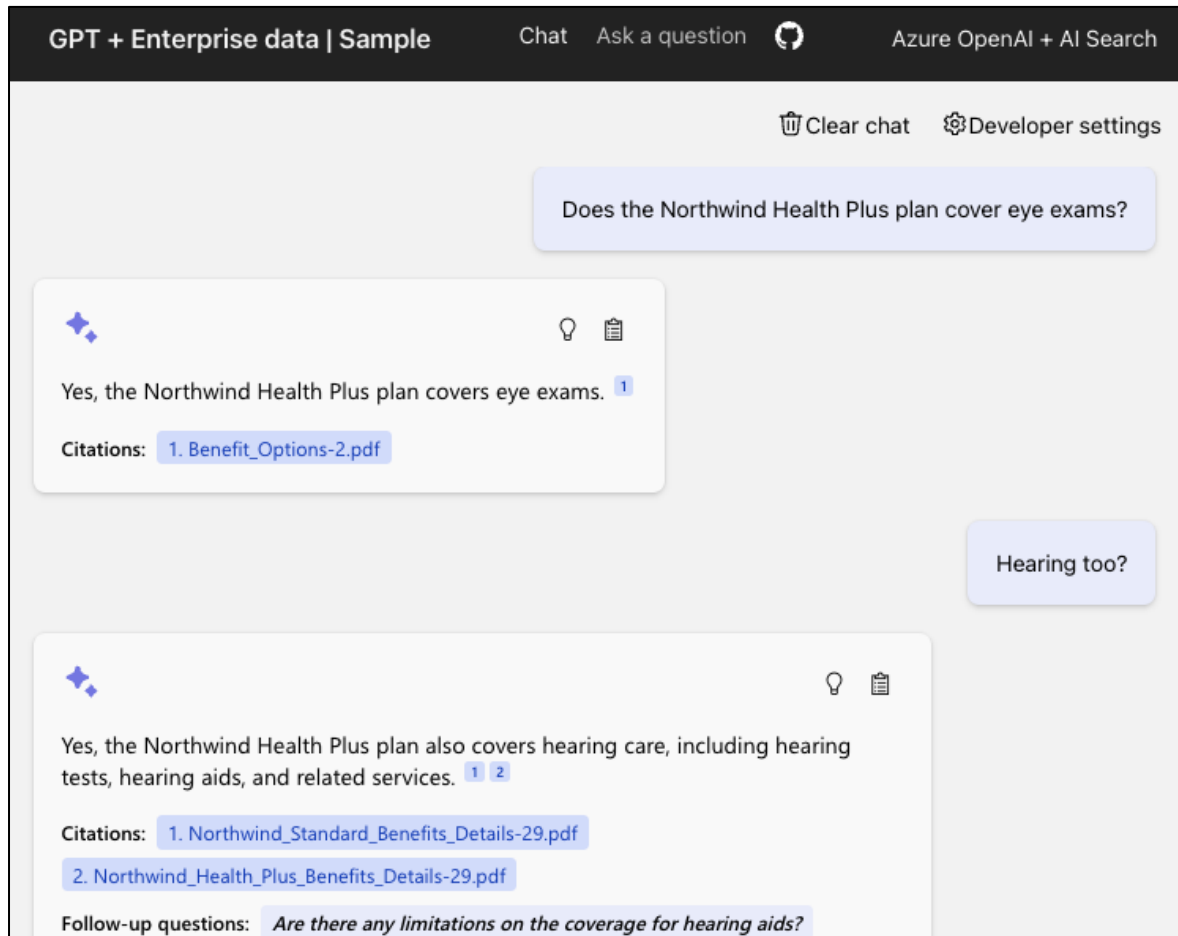 GPT + Enterprise data | Sample Chat Ask a question Azure OpenAI + AI Search
Clear chat Developer settings
Does the Northwind Health Plus plan cover eye exams?
Yes, the Northwind Health Plus plan covers eye exams. 1
Citations: 1. Benefit_Options-2.pdf
Hearing too?
Yes, the Northwind Health Plus plan also covers hearing care, including hearing
tests, hearing aids, and related services. 1 2
Citations: 1. Northwind_Standard_Benefits_Details-29.pdf
2. Northwind_Health_Plus_Benefits_Details-29.pdf
Follow-up questions: Are there any limitations on the coverage for hearing aids?